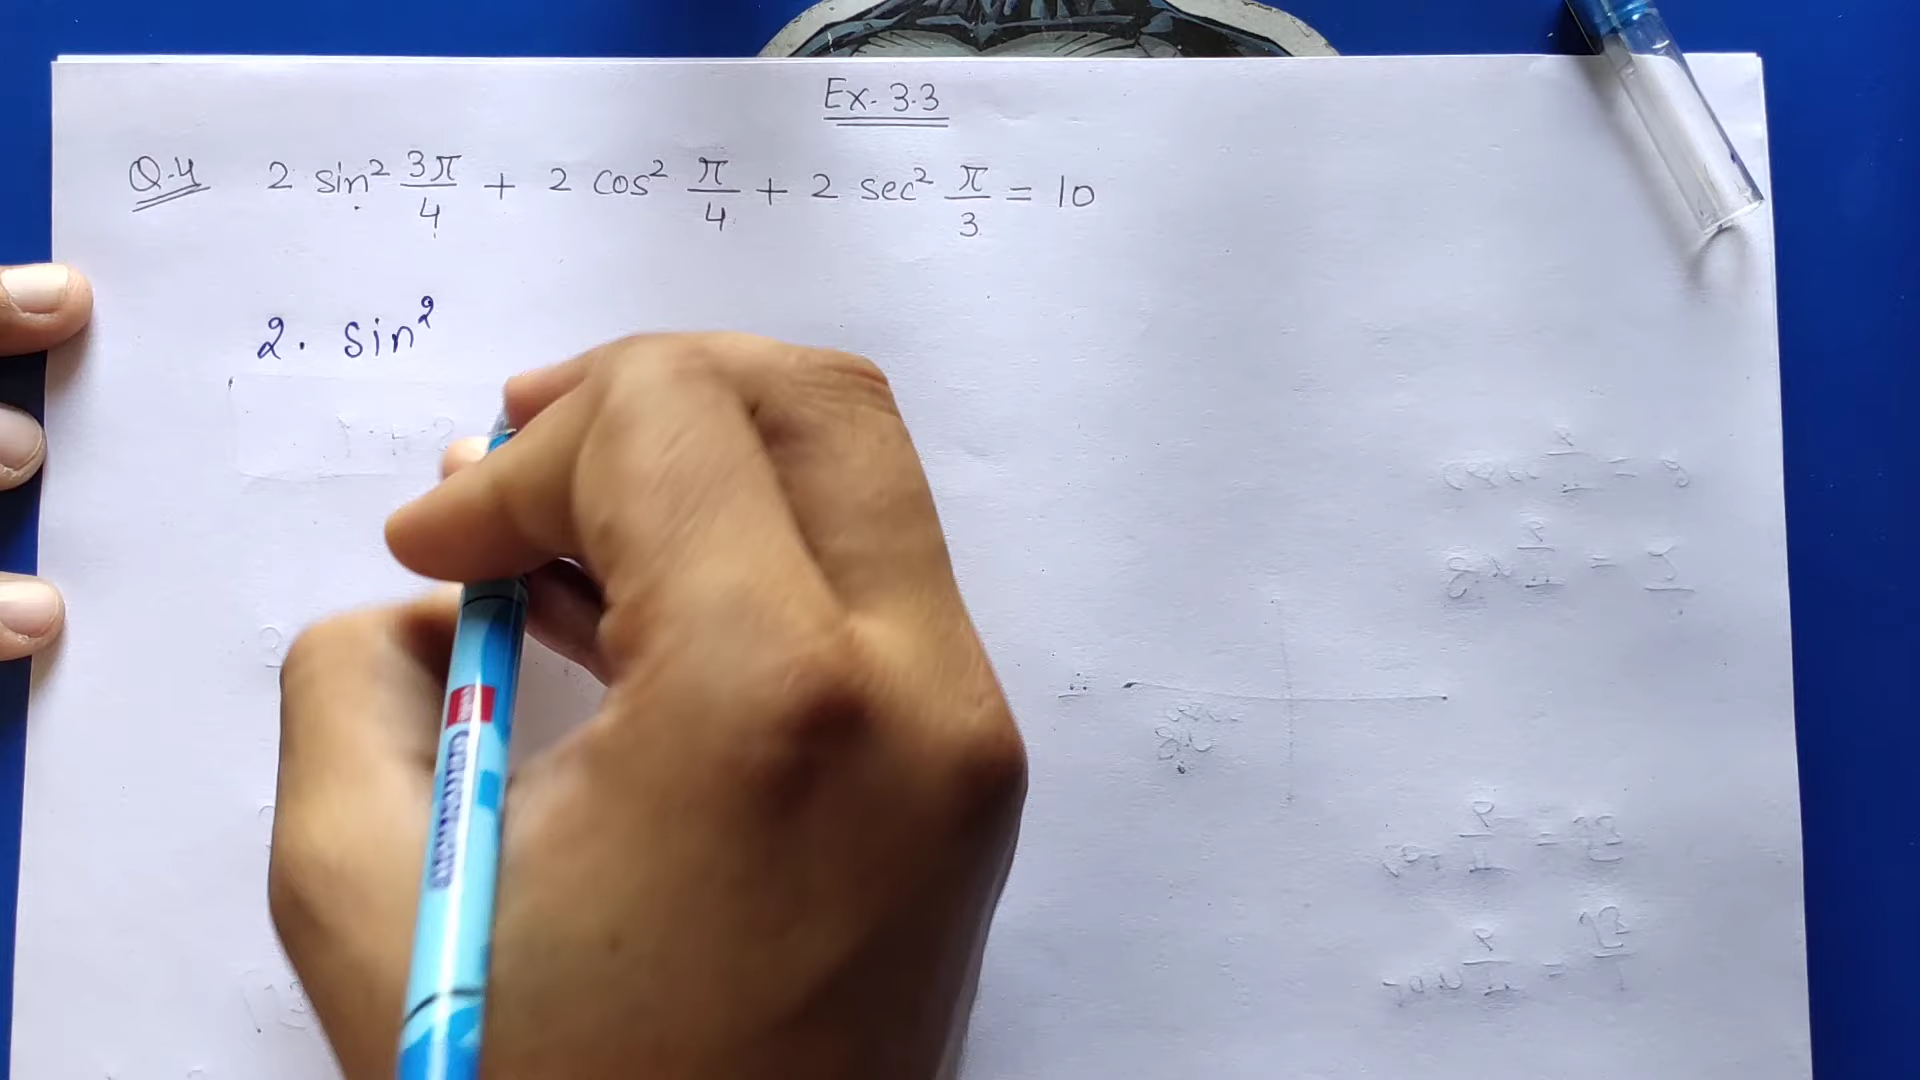 Ex. 3.3
Q.4 2 sin² 3π/4 + 2 cos² π/4 + 2 sec² π/3 = 10
2. sin²